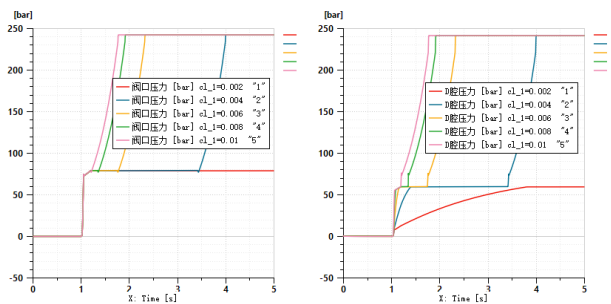 [bar]
250
200
150
100
50
0
-50
0
1
2
3
4
5
X: Time [s]
阀口压力 [bar] cl_1=0.002 "1"
阀口压力 [bar] cl_1=0.004 "2"
阀口压力 [bar] cl_1=0.006 "3"
阀口压力 [bar] cl_1=0.008 "4"
阀口压力 [bar] cl_1=0.01 "5"
[bar]
250
200
150
100
50
0
-50
0
1
2
3
4
5
X: Time [s]
D腔压力 [bar] cl_1=0.002 "1"
D腔压力 [bar] cl_1=0.004 "2"
D腔压力 [bar] cl_1=0.006 "3"
D腔压力 [bar] cl_1=0.008 "4"
D腔压力 [bar] cl_1=0.01 "5"